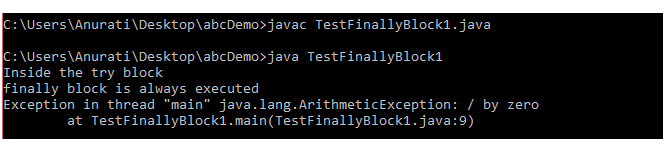 C:\Users\Anurati\Desktop\abcDemo>javac TestFinallyBlock1.java
C:\Users\Anurati\Desktop\abcDemo>java TestFinallyBlock1
Inside the try block
finally block is always executed
Exception in thread "main" java.lang.ArithmeticException: / by zero
at TestFinallyBlock1.main(TestFinallyBlock1.java:9)